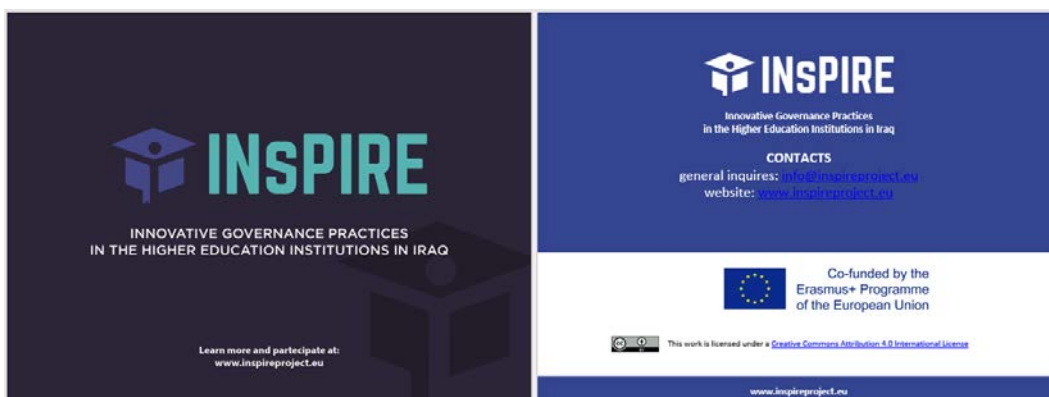 INsPIRE
INNOVATIVE GOVERNANCE PRACTICES
IN THE HIGHER EDUCATION INSTITUTIONS IN IRAQ
Learn more and partecipate at:
www.inspireproject.eu
INsPIRE
Innovative Governance Practices
in the Higher Education Institutions in Iraq
CONTACTS
general inquires: info@inspireproject.eu
website: www.inspireproject.eu
Co-funded by the
Erasmus+ Programme
of the European Union
cc BY
This work is licensed under a Creative Commons Attribution 4.0 International License
www.inspireproject.eu